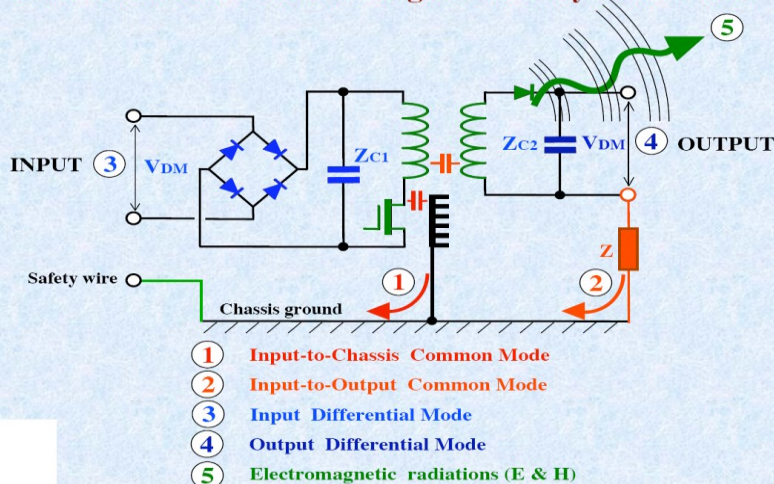 5
INPUT 3 VDM
ZC1
ZC2 VDM 4 OUTPUT
Z
Safety wire
1
2
Chassis ground
1 Input-to-Chassis Common Mode
2 Input-to-Output Common Mode
3 Input Differential Mode
4 Output Differential Mode
5 Electromagnetic radiations (E & H)